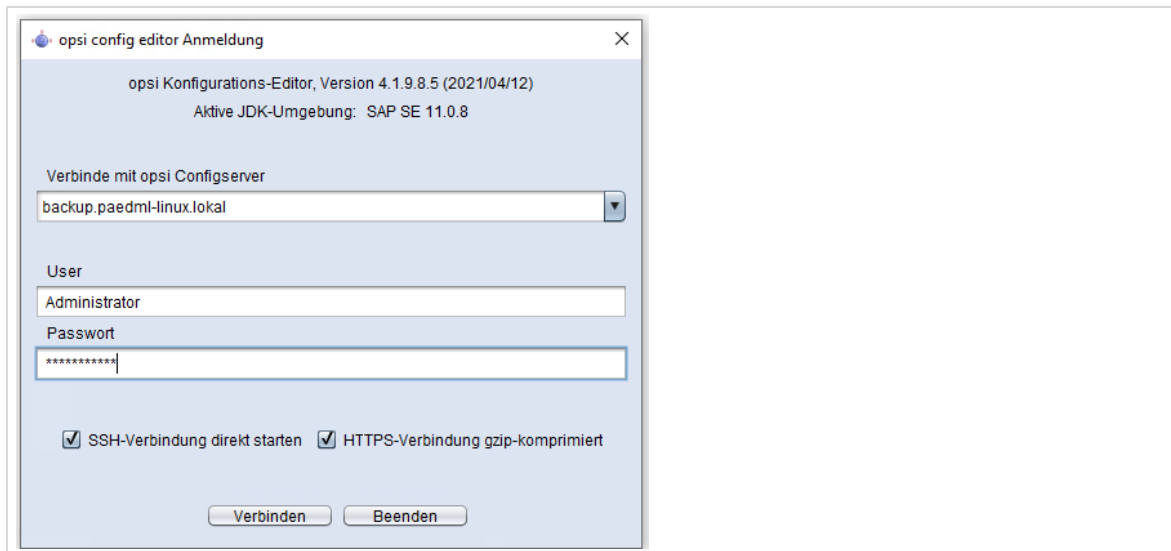 opsi config editor Anmeldung
opsi Konfigurations-Editor, Version 4.1.9.8.5 (2021/04/12)
Aktive JDK-Umgebung: SAP SE 11.0.8
Verbinde mit opsi Configserver
backup.paedml-linux.lokal
User
Administrator
Passwort
***********
SSH-Verbindung direkt starten HTTPS-Verbindung gzip-komprimiert
Verbinden Beenden